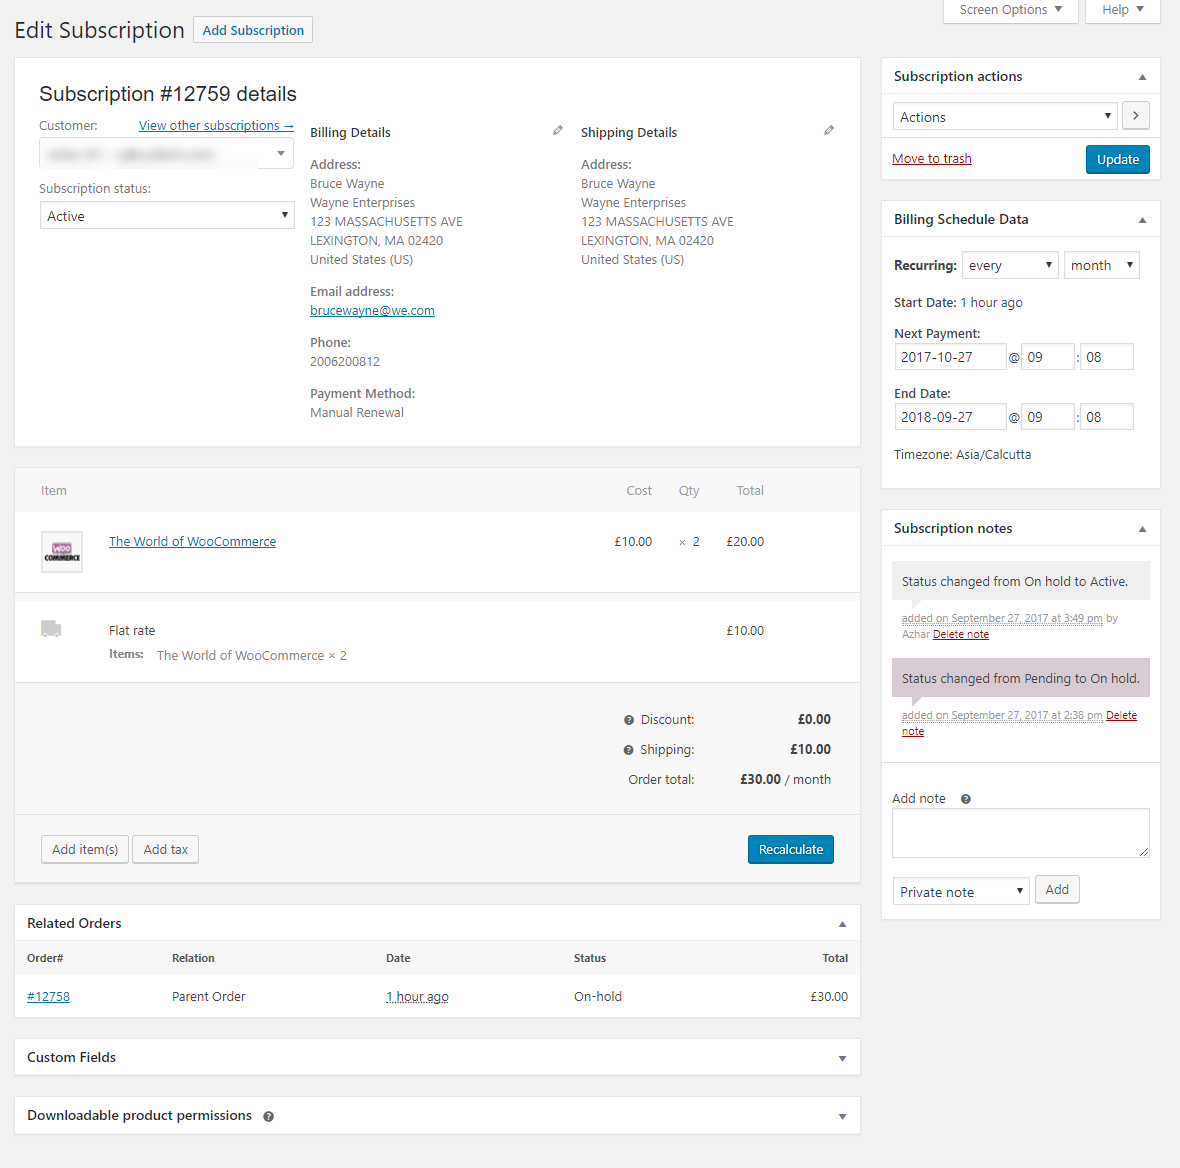 Screen Options
Help
Edit Subscription
Add Subscription
Subscription #12759 details
Customer:
View other subscriptions →
Subscription status:
Active
Billing Details
Address:
Bruce Wayne
Wayne Enterprises
123 MASSACHUSETTS AVE
LEXINGTON, MA 02420
United States (US)
Email address:
brucewayne@we.com
Phone:
2006200812
Payment Method:
Manual Renewal
Shipping Details
Address:
Bruce Wayne
Wayne Enterprises
123 MASSACHUSETTS AVE
LEXINGTON, MA 02420
United States (US)
Item Cost Qty Total
WOO
COMMERCE
The World of WooCommerce £10.00 × 2 £20.00
Flat rate £10.00
Items: The World of WooCommerce × 2
Discount: £0.00
Shipping: £10.00
Order total: £30.00 / month
Add item(s) Add tax Recalculate
Related Orders
Order# Relation Date Status Total
#12758 Parent Order 1 hour ago On-hold £30.00
Custom Fields
Downloadable product permissions
Subscription actions
Actions
Move to trash Update
Billing Schedule Data
Recurring: every month
Start Date: 1 hour ago
Next Payment:
2017-10-27 @ 09 : 08
End Date:
2018-09-27 @ 09 : 08
Timezone: Asia/Calcutta
Subscription notes
Status changed from On hold to Active.
added on September 27, 2017 at 3:49 pm by
Azhar Delete note
Status changed from Pending to On hold.
added on September 27, 2017 at 2:38 pm Delete
note
Add note
Private note Add